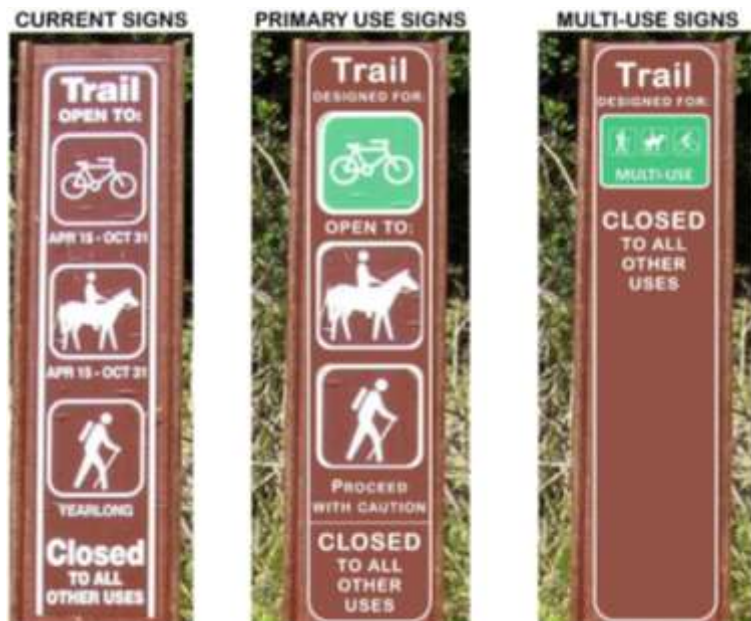 CURRENT SIGNS
Trail
OPEN TO:
APR 15 - OCT 31
APR 15 - OCT 31
YEARLONG
Closed
TO ALL
OTHER USES
PRIMARY USE SIGNS
Trail
DESIGNED FOR:
OPEN TO:
PROCEED
WITH CAUTION
CLOSED
TO ALL
OTHER
USES
MULTI-USE SIGNS
Trail
DESIGNED FOR:
MULTI-USE
CLOSED
TO ALL
OTHER
USES